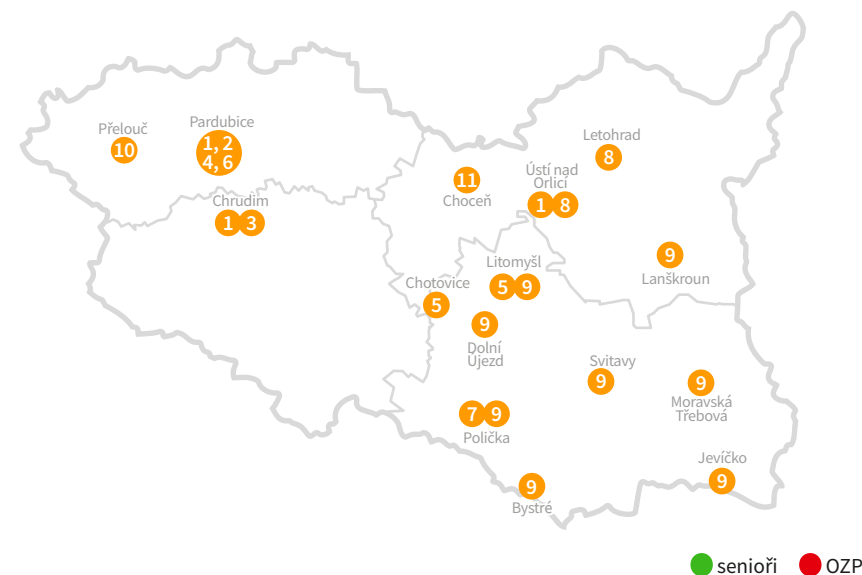 Přelouč
10
Pardubice
1, 2
4, 6
Chrudim
1 3
Letohrad
8
Ústí nad
Orlicí
1 8
11
Choceň
9
Lanškroun
Litomyšl
5 9
Chotovice
5
9
Dolní
Újezd
Svitavy
9
9
Moravská
Třebová
7 9
Polička
Jevíčko
9
9
Bystré
senioři
OZP